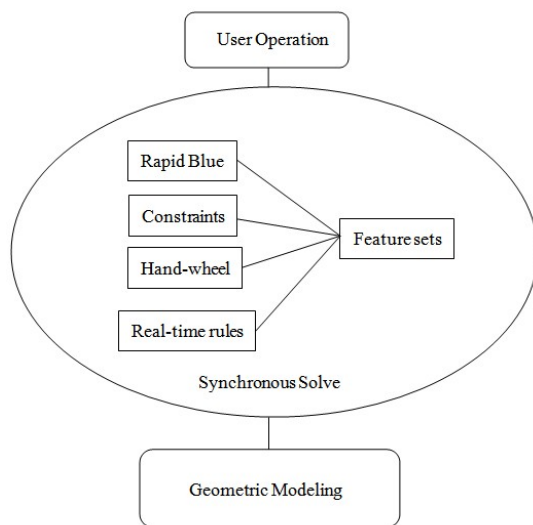 User Operation
Rapid Blue
Constraints
Feature sets
Hand-wheel
Real-time rules
Synchronous Solve
Geometric Modeling